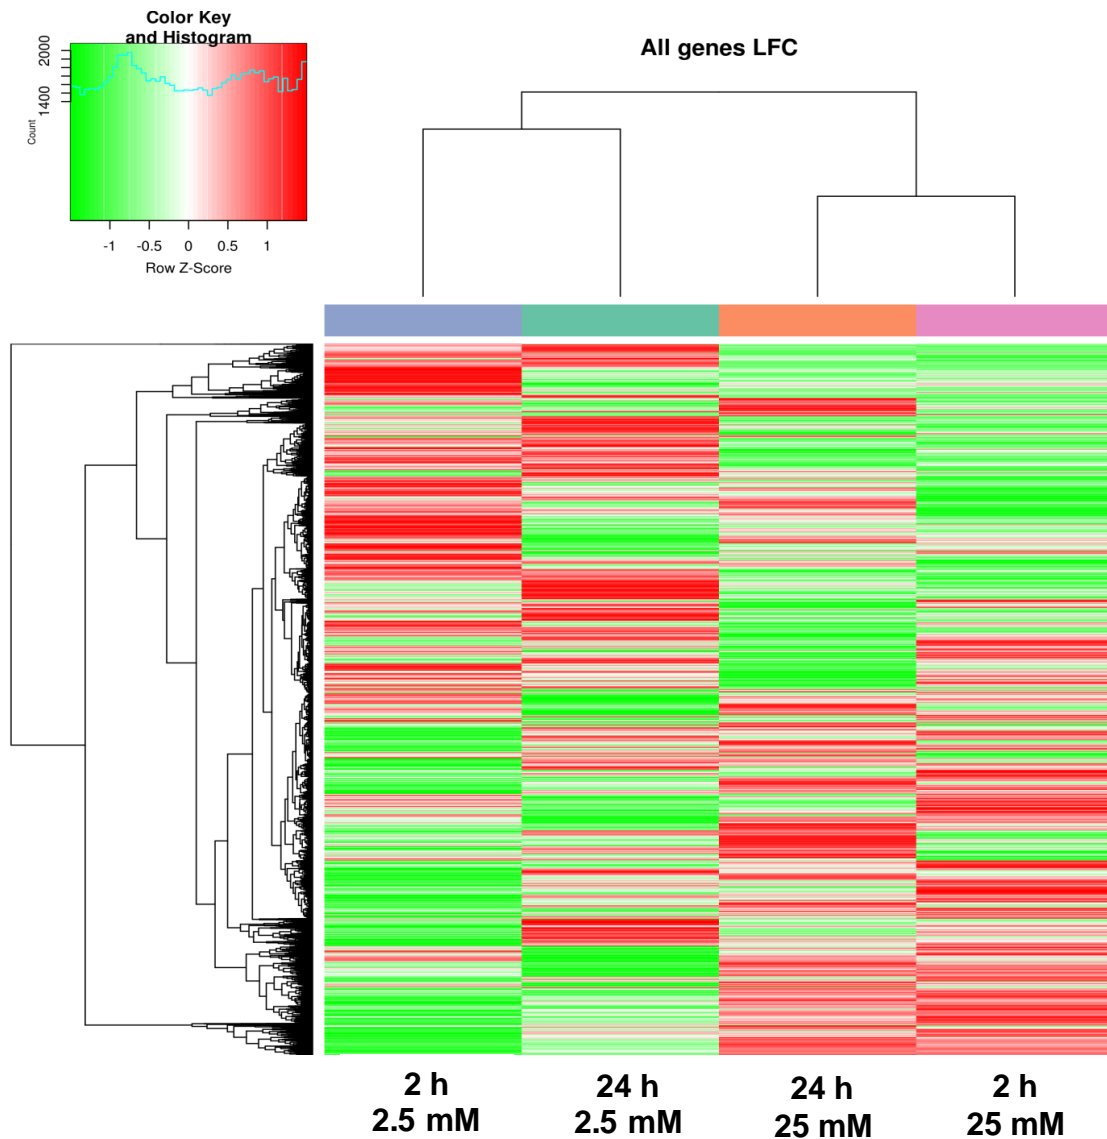 Color Key
and Histogram
2000
1400
Count
-1 -0.5 0 0.5 1
Row Z-Score
All genes LFC
2 h 24 h 24 h 2 h
2.5 mM 2.5 mM 25 mM 25 mM